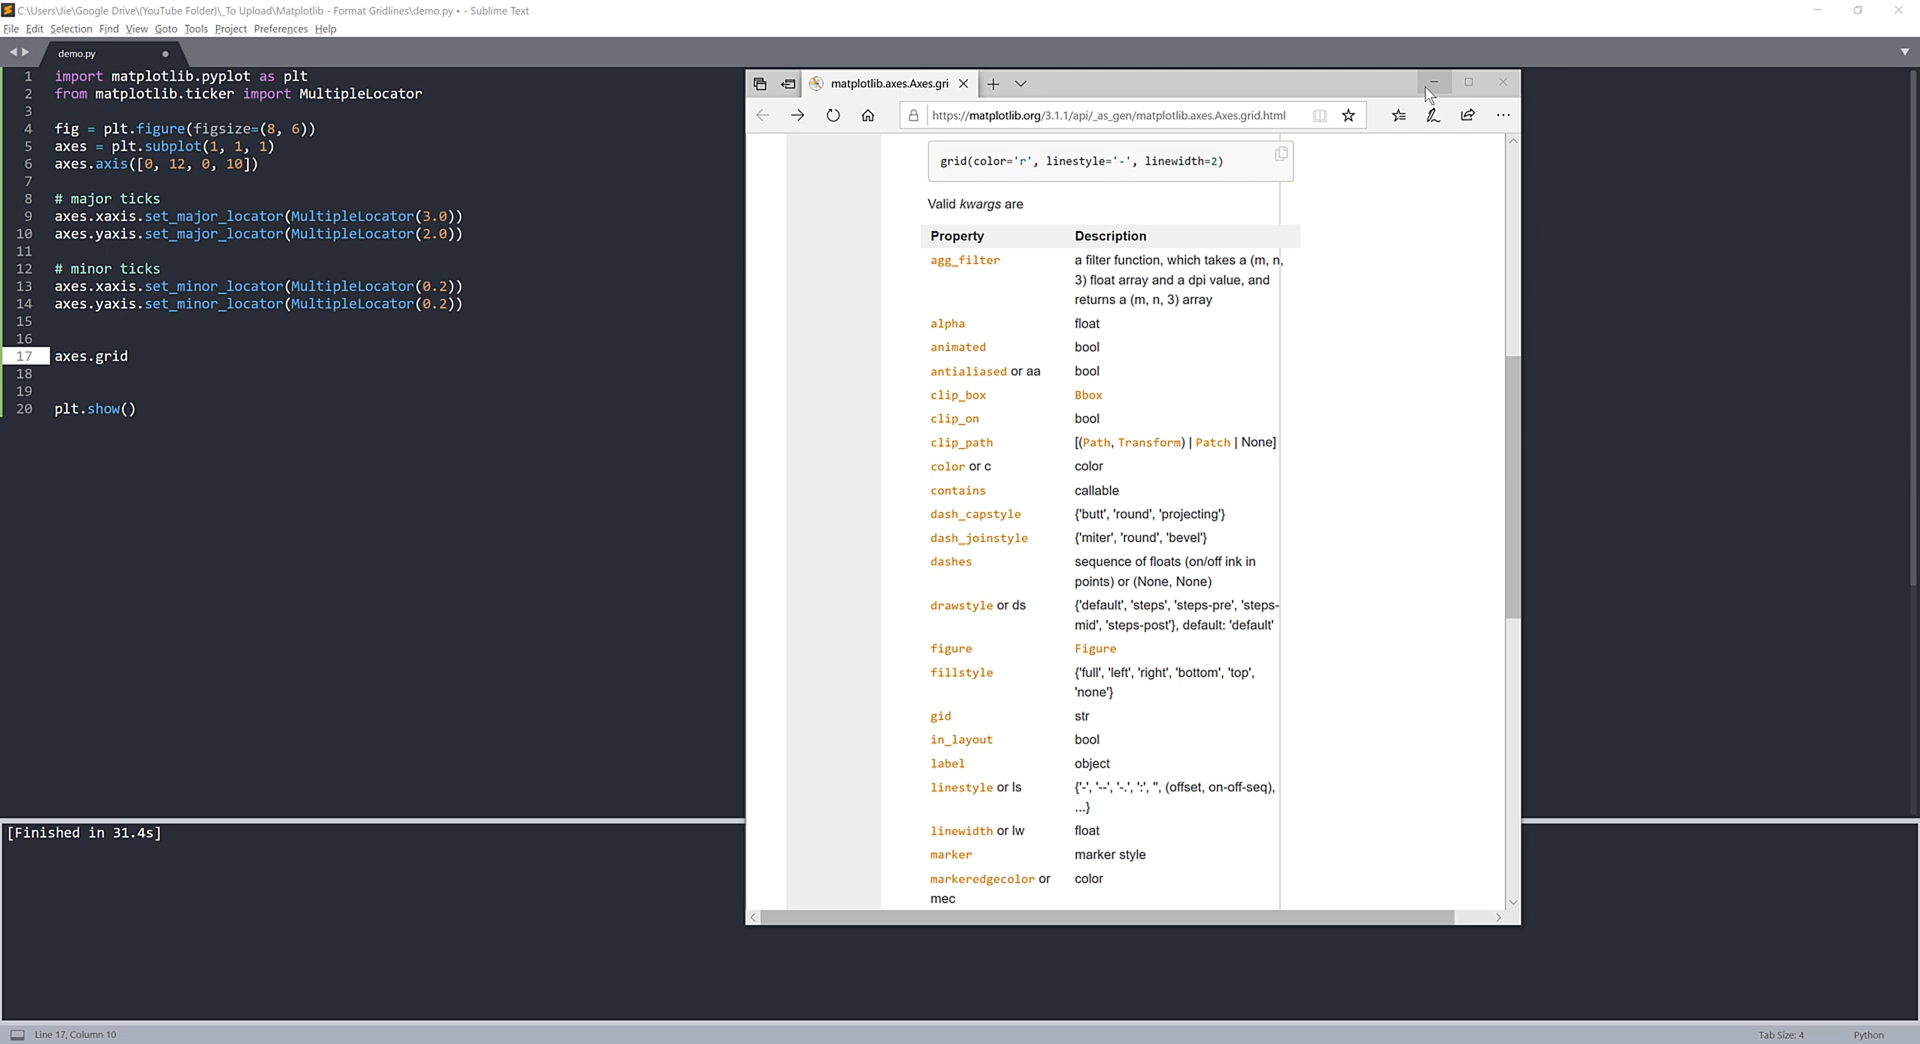 C:\Users\Jie\Google Drive\(YouTube Folder)\_To Upload\Matplotlib - Format Gridlines\demo.py • - Sublime Text
File Edit Selection Find View Goto Tools Project Preferences Help
demo.py
1 import matplotlib.pyplot as plt
2 from matplotlib.ticker import MultipleLocator
3
4 fig = plt.figure(figsize=(8, 6))
5 axes = plt.subplot(1, 1, 1)
6 axes.axis([0, 12, 0, 10])
7
8 # major ticks
9 axes.xaxis.set_major_locator(MultipleLocator(3.0))
10 axes.yaxis.set_major_locator(MultipleLocator(2.0))
11
12 # minor ticks
13 axes.xaxis.set_minor_locator(MultipleLocator(0.2))
14 axes.yaxis.set_minor_locator(MultipleLocator(0.2))
15
16
17 axes.grid
18
19
20 plt.show()
matplotlib.axes.Axes.gri
https://matplotlib.org/3.1.1/api/_as_gen/matplotlib.axes.Axes.grid.html
grid(color='r', linestyle='-', linewidth=2)
Valid kwargs are
Property Description
agg_filter a filter function, which takes a (m, n,
3) float array and a dpi value, and
returns a (m, n, 3) array
alpha float
animated bool
antialiased or aa bool
clip_box Bbox
clip_on bool
clip_path [(Path, Transform) | Patch | None]
color or c color
contains callable
dash_capstyle {'butt', 'round', 'projecting'}
dash_joinstyle {'miter', 'round', 'bevel'}
dashes sequence of floats (on/off ink in
points) or (None, None)
drawstyle or ds {'default', 'steps', 'steps-pre', 'steps-
mid', 'steps-post'}, default: 'default'
figure Figure
fillstyle {'full', 'left', 'right', 'bottom', 'top',
'none'}
gid str
in_layout bool
label object
linestyle or ls {'-', '--', '-.', ':', '', (offset, on-off-seq),
...}
linewidth or lw float
marker marker style
markeredgecolor or color
mec
[Finished in 31.4s]
Line 17, Column 10
Tab Size: 4
Python